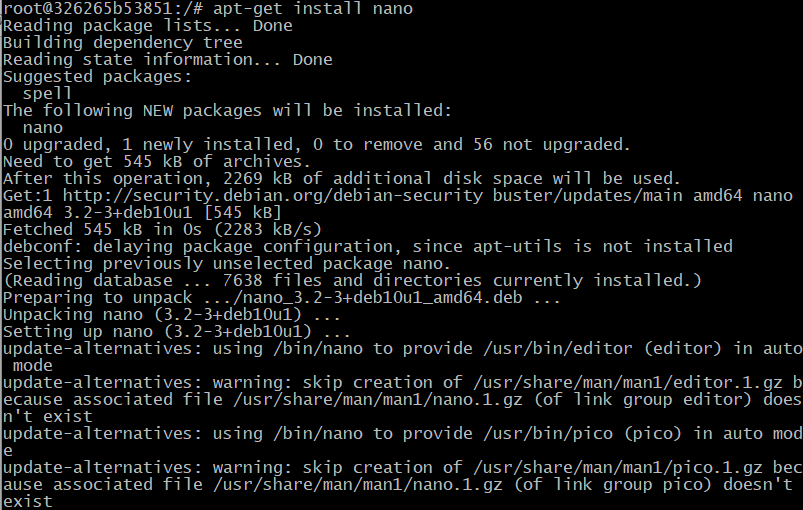 root@326265b53851:/# apt-get install nano
Reading package lists... Done
Building dependency tree
Reading state information... Done
Suggested packages:
  spell
The following NEW packages will be installed:
  nano
0 upgraded, 1 newly installed, 0 to remove and 56 not upgraded.
Need to get 545 kB of archives.
After this operation, 2269 kB of additional disk space will be used.
Get:1 http://security.debian.org/debian-security buster/updates/main amd64 nano
amd64 3.2-3+deb10u1 [545 kB]
Fetched 545 kB in 0s (2283 kB/s)
debconf: delaying package configuration, since apt-utils is not installed
Selecting previously unselected package nano.
(Reading database ... 7638 files and directories currently installed.)
Preparing to unpack .../nano_3.2-3+deb10u1_amd64.deb ...
Unpacking nano (3.2-3+deb10u1) ...
Setting up nano (3.2-3+deb10u1) ...
update-alternatives: using /bin/nano to provide /usr/bin/editor (editor) in auto
 mode
update-alternatives: warning: skip creation of /usr/share/man/man1/editor.1.gz b
ecause associated file /usr/share/man/man1/nano.1.gz (of link group editor) does
n't exist
update-alternatives: using /bin/nano to provide /usr/bin/pico (pico) in auto mod
e
update-alternatives: warning: skip creation of /usr/share/man/man1/pico.1.gz bec
ause associated file /usr/share/man/man1/nano.1.gz (of link group pico) doesn't
exist